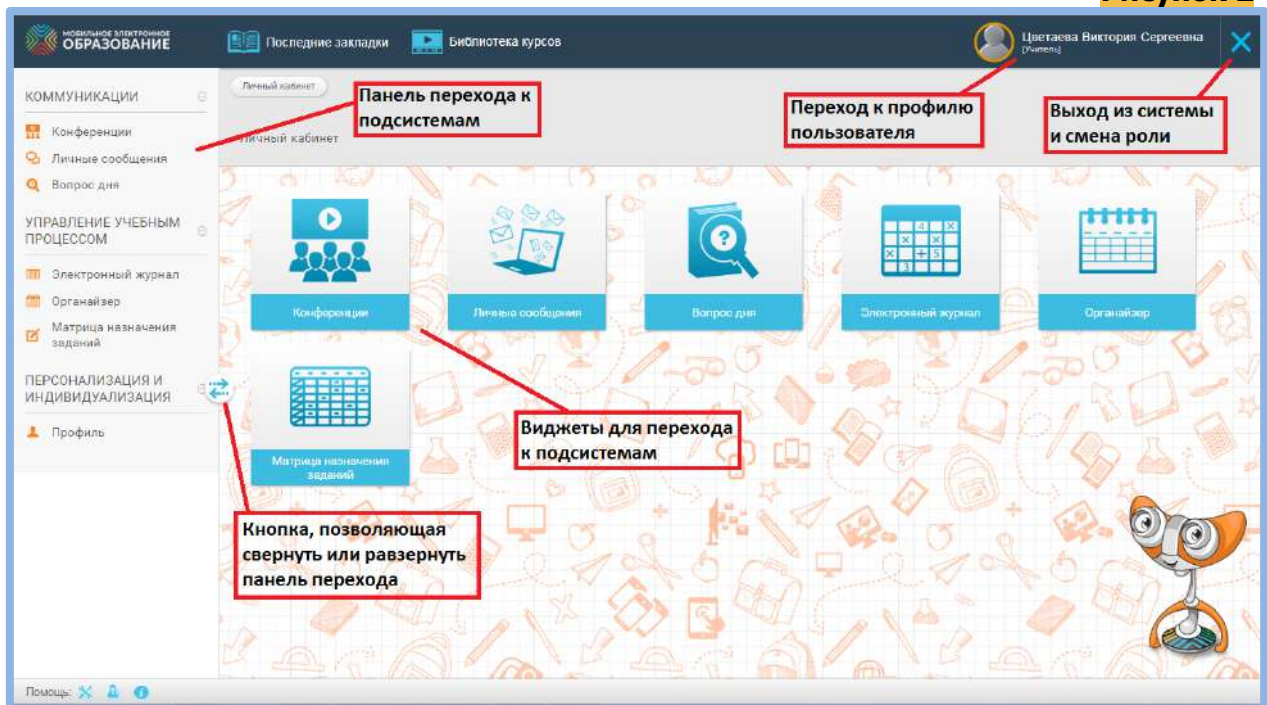 МОБИЛЬНОЕ ЭЛЕКТРОННОЕ
ОБРАЗОВАНИЕ
Последние закладки
Библиотека курсов
Цветаева Виктория Сергеевна
[Учитель]
КОММУНИКАЦИИ
Конференции
Личные сообщения
Вопрос дня
УПРАВЛЕНИЕ УЧЕБНЫМ
ПРОЦЕССОМ
Электронный журнал
Органайзер
Матрица назначения
заданий
ПЕРСОНАЛИЗАЦИЯ И
ИНДИВИДУАЛИЗАЦИЯ
Профиль
Личный кабинет
Личный кабинет
Панель перехода к
подсистемам
Переход к профилю
пользователя
Выход из системы
и смена роли
Конференции
Личные сообщения
Вопрос дня
Электронный журнал
Органайзер
Матрица назначения
заданий
Виджеты для перехода
к подсистемам
Кнопка, позволяющая
свернуть или равзернуть
панель перехода
Помощь: